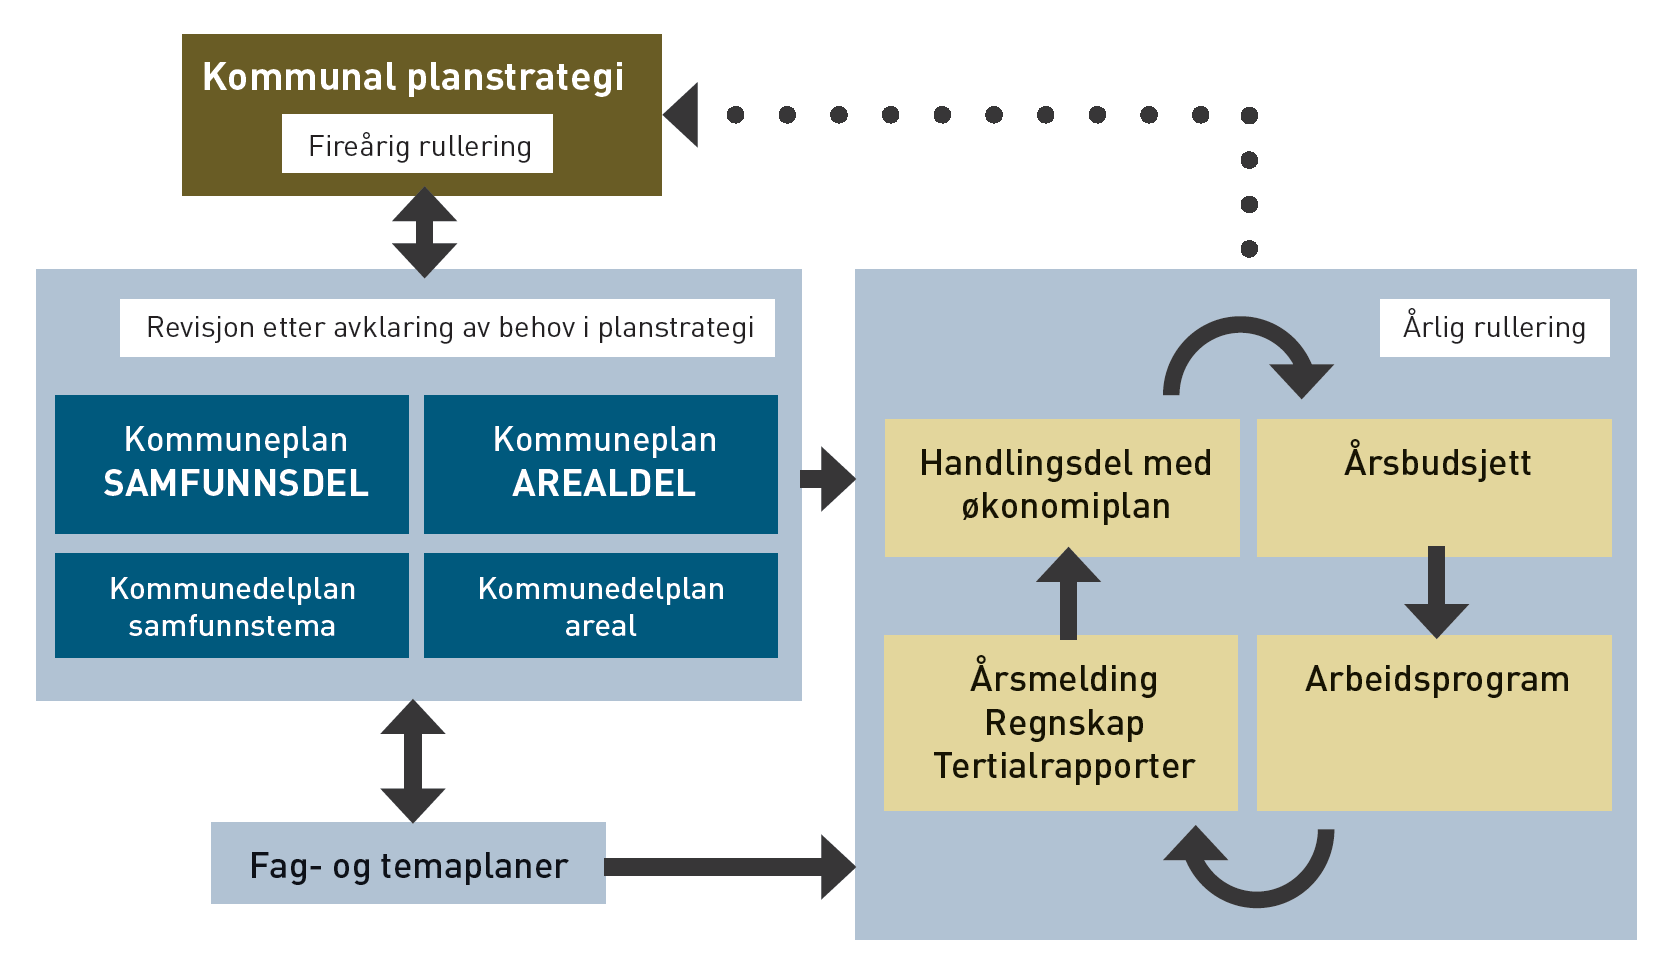 Kommunal planstrategi
Fireårig rullering
Revisjon etter avklaring av behov i planstrategi
Kommuneplan
SAMFUNNSDEL
Kommuneplan
AREALDEL
Kommunedelplan
samfunnstema
Kommunedelplan
areal
Fag- og temaplaner
Årlig rullering
Handlingsdel med
økonomiplan
Årsbudsjett
Årsmelding
Regnskap
Tertialrapporter
Arbeidsprogram